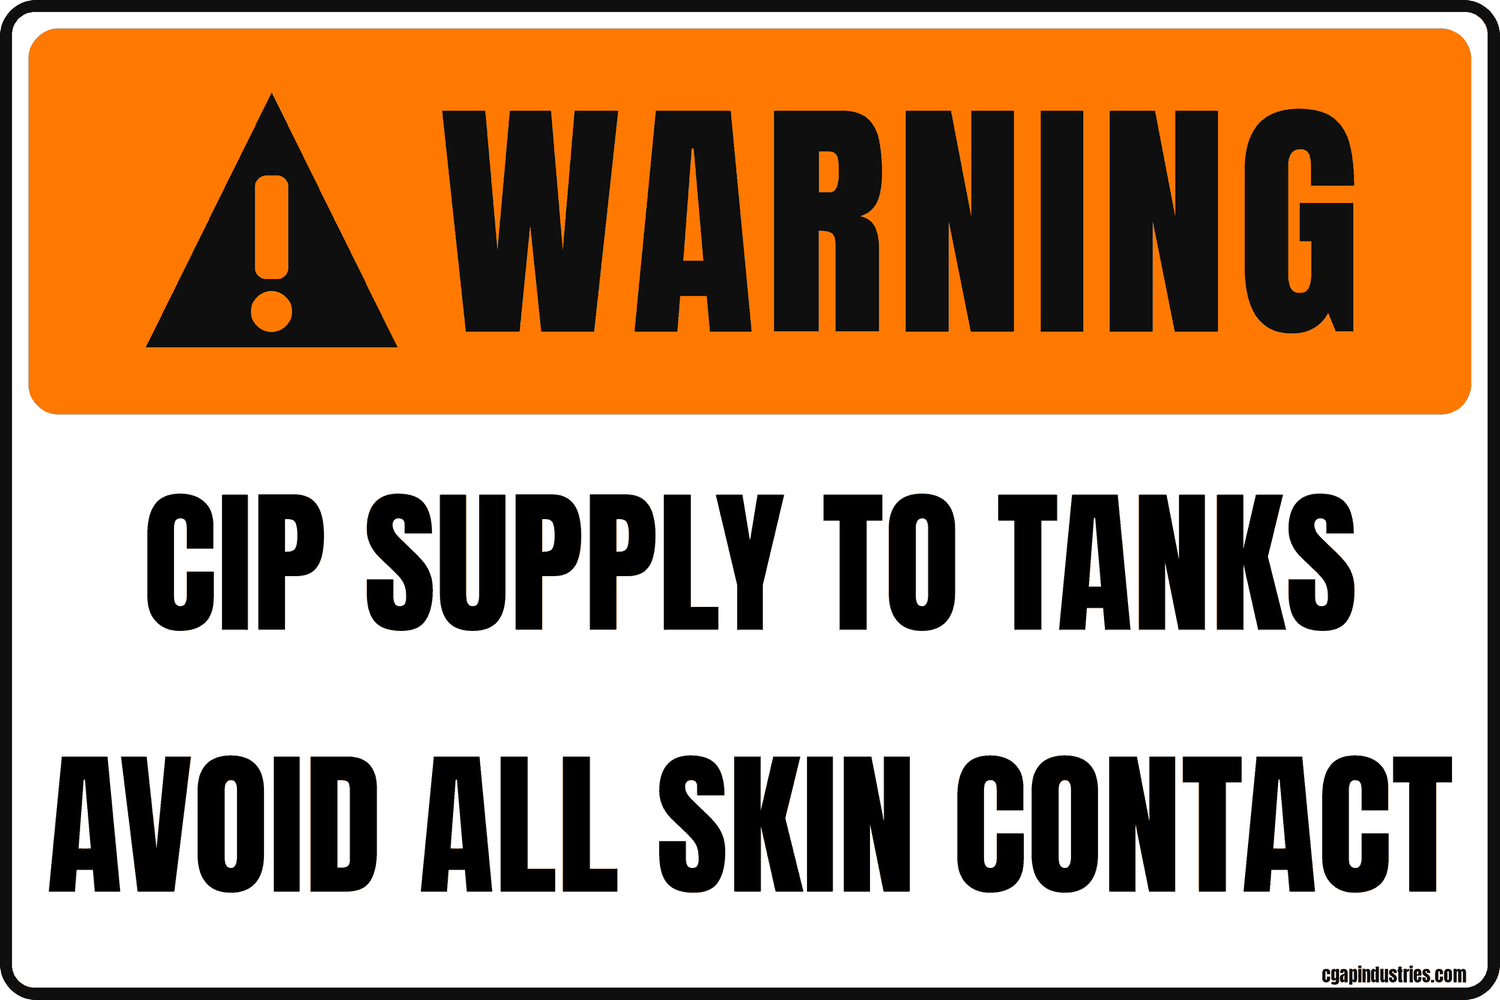 WARNING
CIP SUPPLY TO TANKS
AVOID ALL SKIN CONTACT
cgapindustries.com